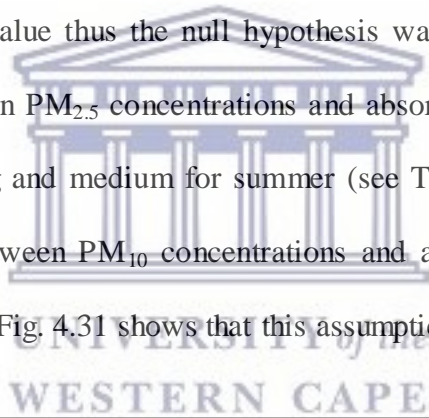 alue thus the null hypothesis wa
n PM₂.₅ concentrations and absor
g and medium for summer (see T
ween PM₁₀ concentrations and a
Fig. 4.31 shows that this assumptic
UNIVERSITY of the
WESTERN CAPE